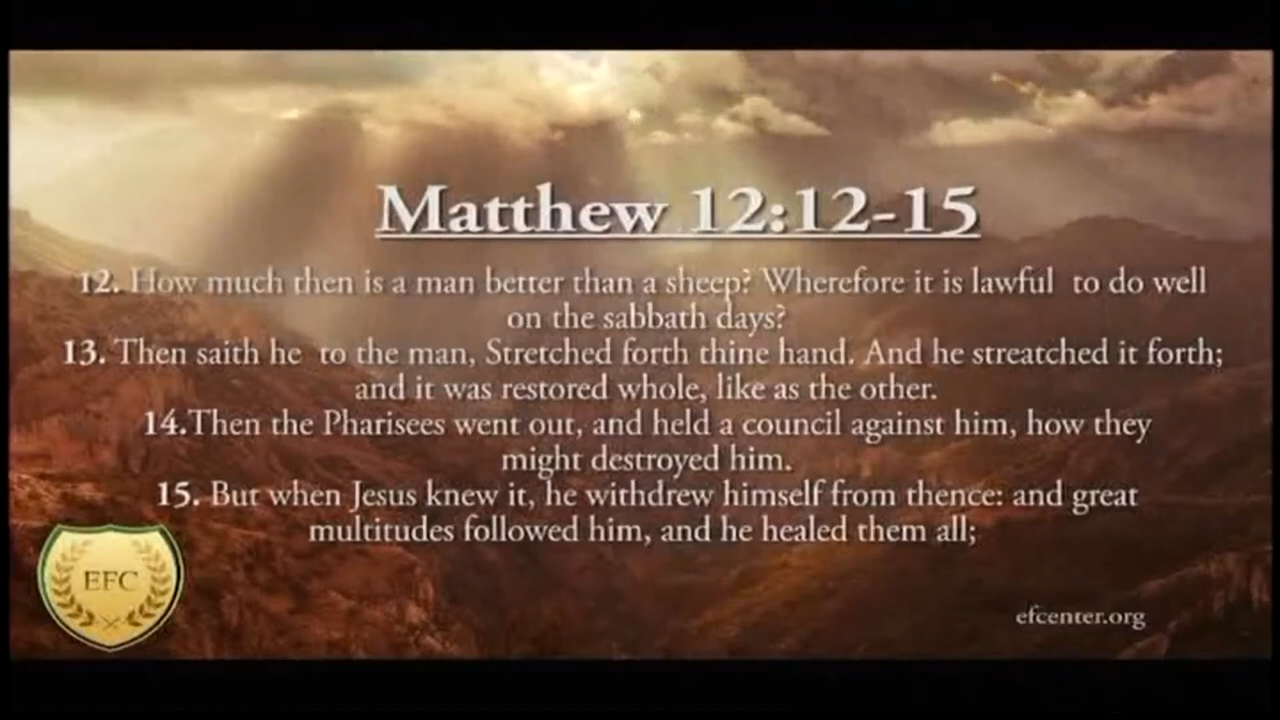 Matthew 12:12-15
12. How much then is a man better than a sheep? Wherefore it is lawful to do well
on the sabbath days?
13. Then saith he to the man, Stretched forth thine hand. And he streatched it forth;
and it was restored whole, like as the other.
14.Then the Pharisees went out, and held a council against him, how they
might destroyed him.
15. But when Jesus knew it, he withdrew himself from thence: and great
multitudes followed him, and he healed them all;
EFC
efcenter.org